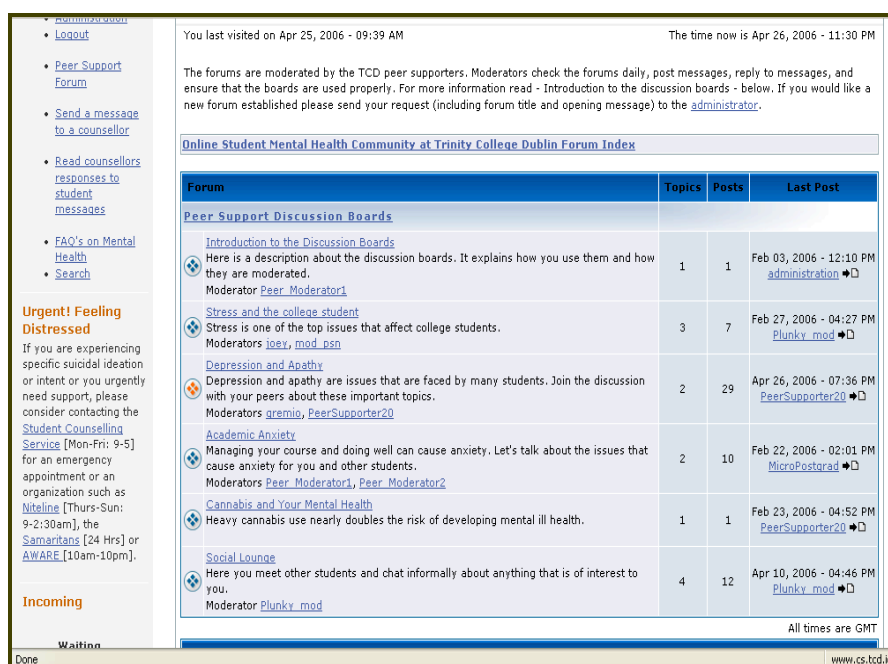 Administration
Logout
Peer Support
Forum
Send a message
to a counsellor
Read counsellors
responses to
student
messages
FAQ's on Mental
Health
Search
Urgent! Feeling
Distressed
If you are experiencing
specific suicidal ideation
or intent or you urgently
need support, please
consider contacting the
Student Counselling
Service [Mon-Fri: 9-5]
for an emergency
appointment or an
organization such as
Niteline [Thurs-Sun:
9-2:30am], the
Samaritans [24 Hrs] or
AWARE [10am-10pm].
Incoming
Waiting
You last visited on Apr 25, 2006 - 09:39 AM
The time now is Apr 26, 2006 - 11:30 PM
The forums are moderated by the TCD peer supporters. Moderators check the forums daily, post messages, reply to messages, and
ensure that the boards are used properly. For more information read - Introduction to the discussion boards - below. If you would like a
new forum established please send your request (including forum title and opening message) to the administrator.
Online Student Mental Health Community at Trinity College Dublin Forum Index
Forum Topics Posts Last Post
Peer Support Discussion Boards
Introduction to the Discussion Boards
Here is a description about the discussion boards. It explains how you use them and how
they are moderated.
Moderator Peer_Moderator1
1 1 Feb 03, 2006 - 12:10 PM
administration
Stress and the college student
Stress is one of the top issues that affect college students.
Moderators joey, mod_psn
3 7 Feb 27, 2006 - 04:27 PM
Plunky_mod
Depression and Apathy
Depression and apathy are issues that are faced by many students. Join the discussion
with your peers about these important topics.
Moderators gremio, PeerSupporter20
2 29 Apr 26, 2006 - 07:36 PM
PeerSupporter20
Academic Anxiety
Managing your course and doing well can cause anxiety. Let's talk about the issues that
cause anxiety for you and other students.
Moderators Peer_Moderator1, Peer_Moderator2
2 10 Feb 22, 2006 - 02:01 PM
MicroPostgrad
Cannabis and Your Mental Health
Heavy cannabis use nearly doubles the risk of developing mental ill health.
1 1 Feb 23, 2006 - 04:52 PM
PeerSupporter20
Social Lounge
Here you meet other students and chat informally about anything that is of interest to
you.
Moderator Plunky_mod
4 12 Apr 10, 2006 - 04:46 PM
Plunky_mod
All times are GMT
Done
www.cs.tcd.i